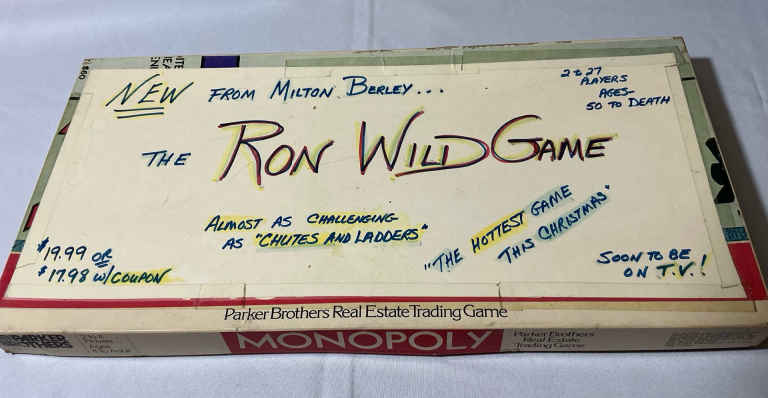 NEW FROM MILTON BERLEY...
2 to 27
PLAYERS
AGES-
50 TO DEATH
THE RON WILD GAME
ALMOST AS CHALLENGING
AS "CHUTES AND LADDERS"
"THE HOTTEST GAME
THIS CHRISTMAS"
$19.99 OR
$17.98 W/COUPON
SOON TO BE
ON T.V.!
Parker Brothers Real Estate Trading Game
MONOPOLY
Parker Brothers
Real Estate
Trading Game